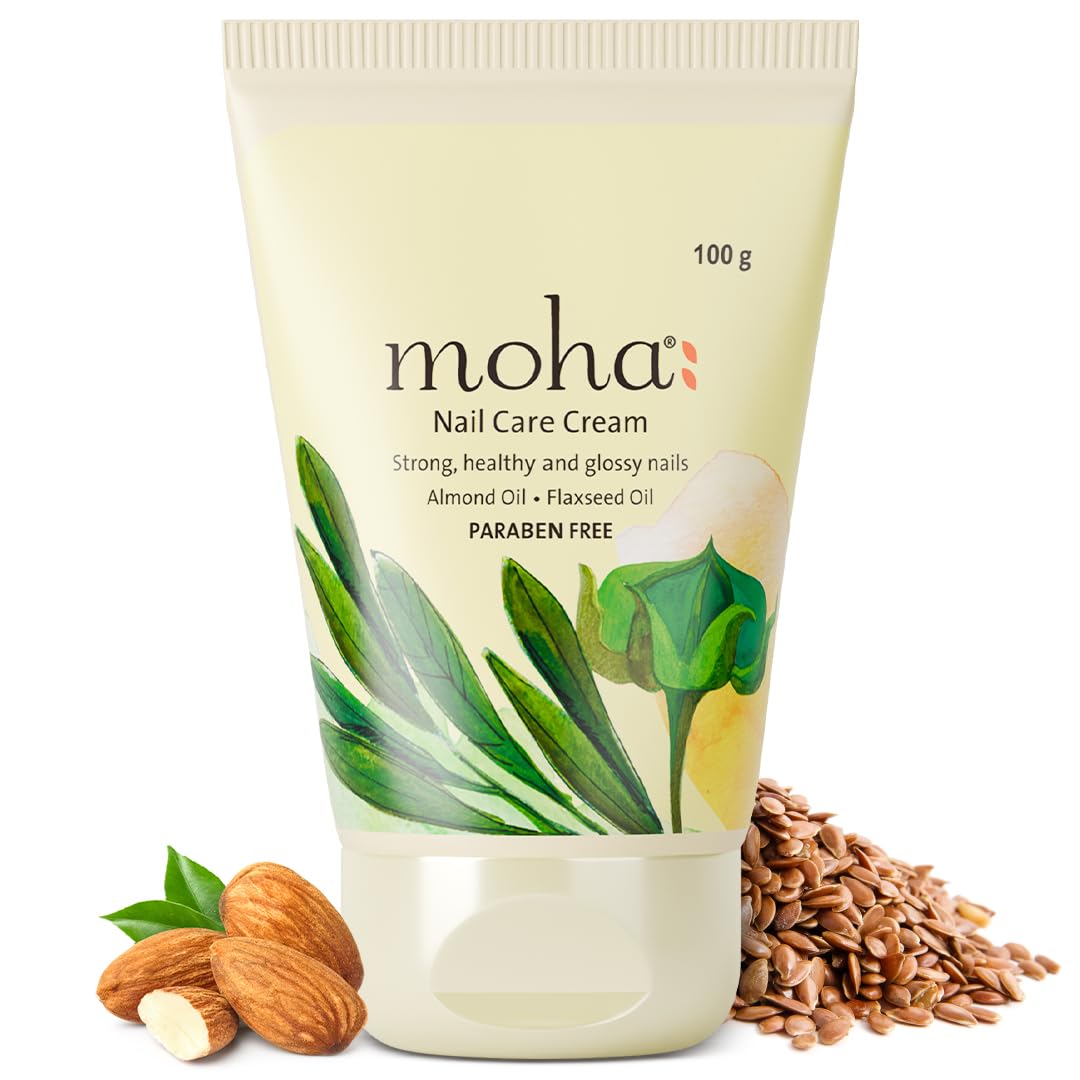 100 g
moha®:
Nail Care Cream
Strong, healthy and glossy nails
Almond Oil • Flaxseed Oil
PARABEN FREE